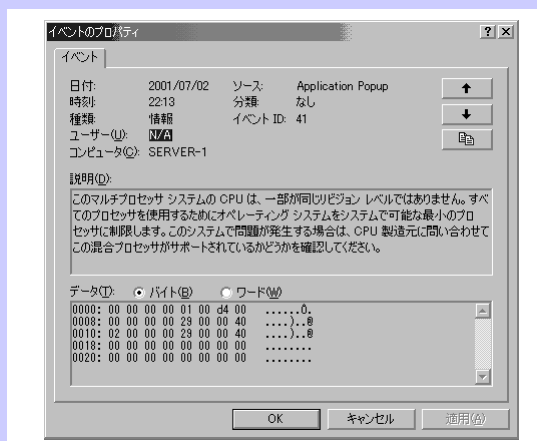 イベントのプロパティ
イベント
日付: 2001/07/02 ソース: Application Popup
時刻: 22:13 分類: なし
種類: 情報 イベント ID: 41
ユーザー(U): N/A
コンピュータ(C): SERVER-1
説明(D):
このマルチプロセッサ システムの CPU は、一部が同じリビジョン レベルではありません。すべ
てのプロセッサを使用するためにオペレーティング システムをシステムで可能な最小のプロ
セッサに制限します。このシステムで問題が発生する場合は、CPU 製造元に問い合わせて
この混合プロセッサがサポートされているかどうかを確認してください。
データ(T): バイト(B) ワード(W)
0000: 00 00 00 00 01 00 d4 00 ......Ô.
0008: 00 00 00 00 29 00 00 40 ....)..@
0010: 02 00 00 00 29 00 00 40 ....)..@
0018: 00 00 00 00 00 00 00 00 ........
0020: 00 00 00 00 00 00 00 00 ........
OK キャンセル 適用(A)